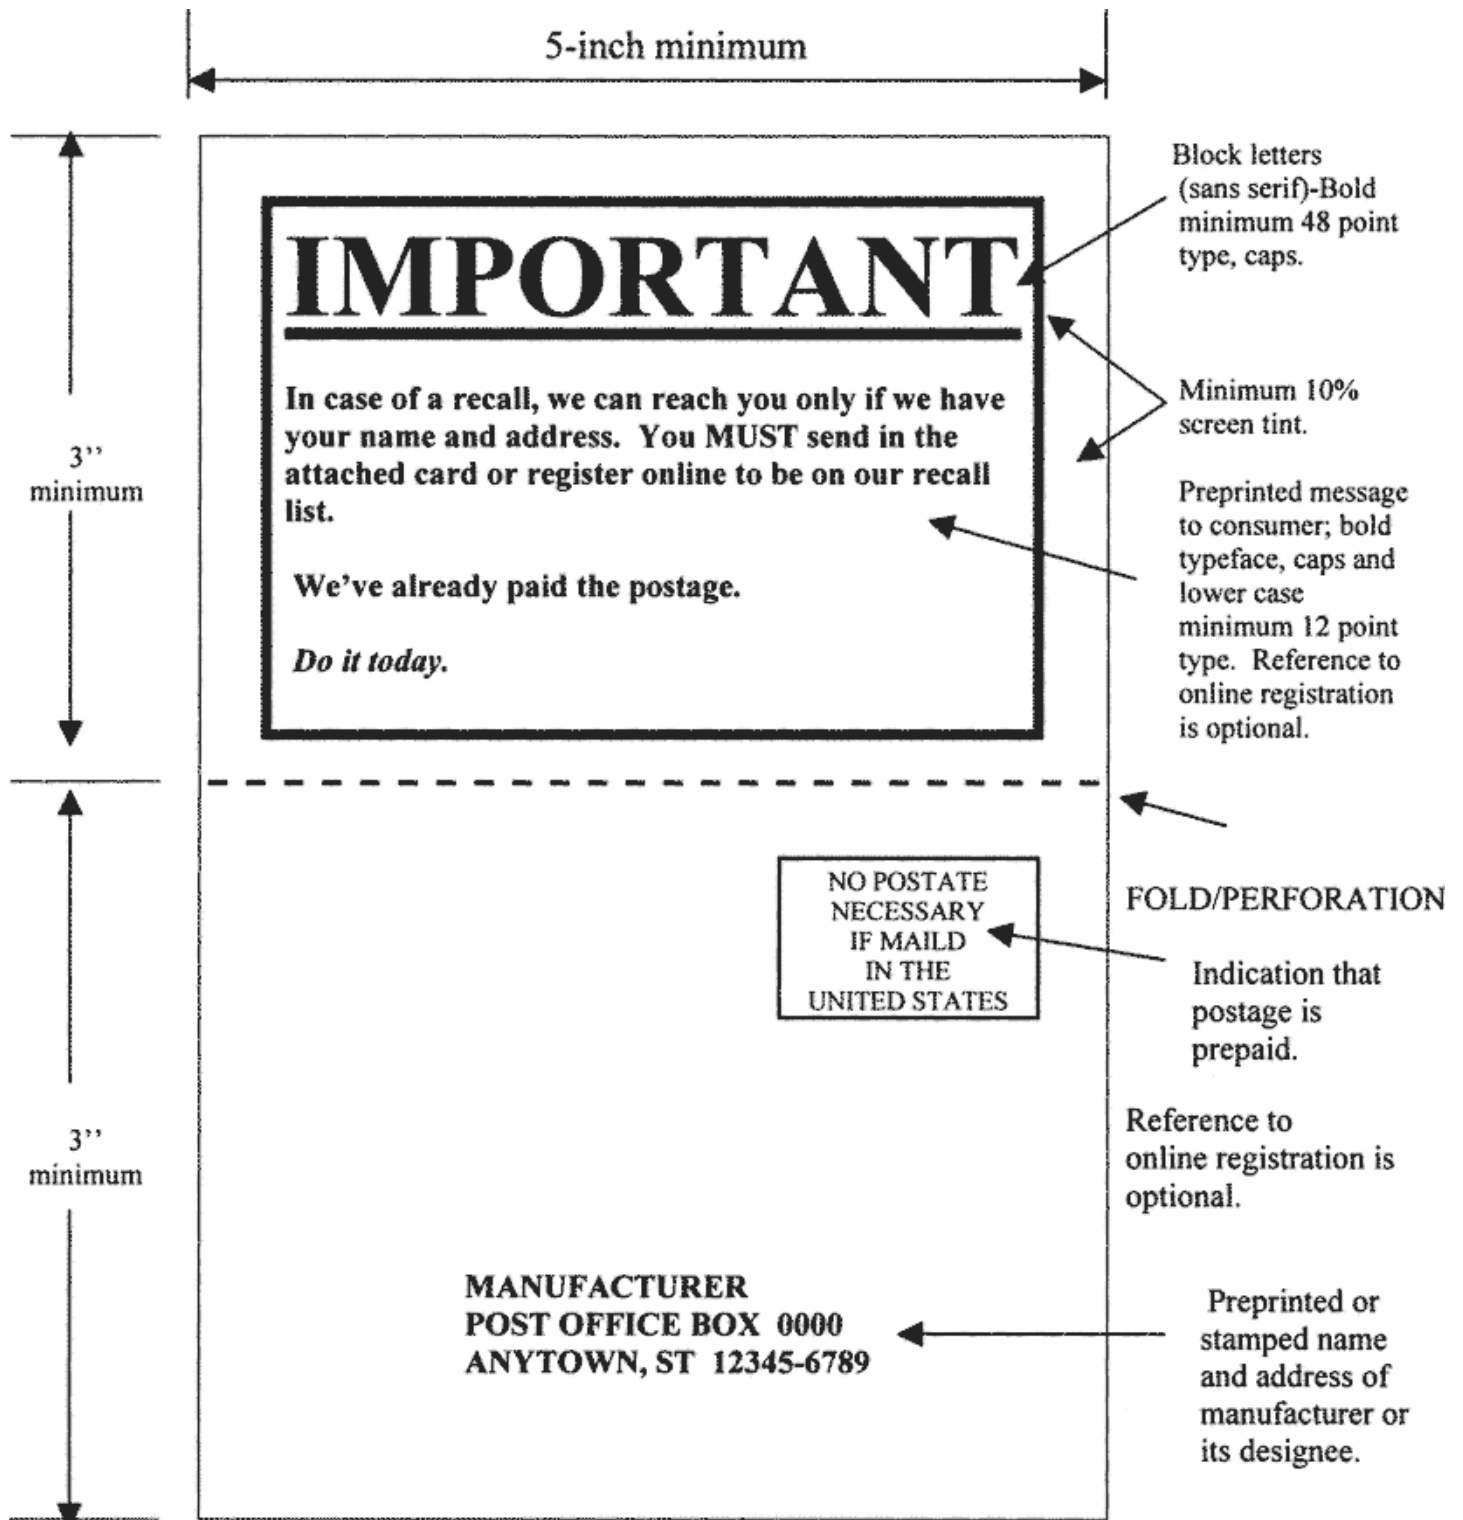 5-inch minimum
Block letters
(sans serif)-Bold
minimum 48 point
type, caps.
IMPORTANT
Minimum 10%
screen tint.
In case of a recall, we can reach you only if we have
your name and address.  You MUST send in the
attached card or register online to be on our recall
list.
We've already paid the postage.
Do it today.
3’’
minimum
Preprinted message
to consumer; bold
typeface, caps and
lower case
minimum 12 point
type.  Reference to
online registration
is optional.
FOLD/PERFORATION
NO POSTATE
NECESSARY
IF MAILD
IN THE
UNITED STATES
Indication that
postage is
prepaid.
3’’
minimum
Reference to
online registration is
optional.
MANUFACTURER
POST OFFICE BOX  0000
ANYTOWN, ST  12345-6789
Preprinted or
stamped name
and address of
manufacturer or
its designee.